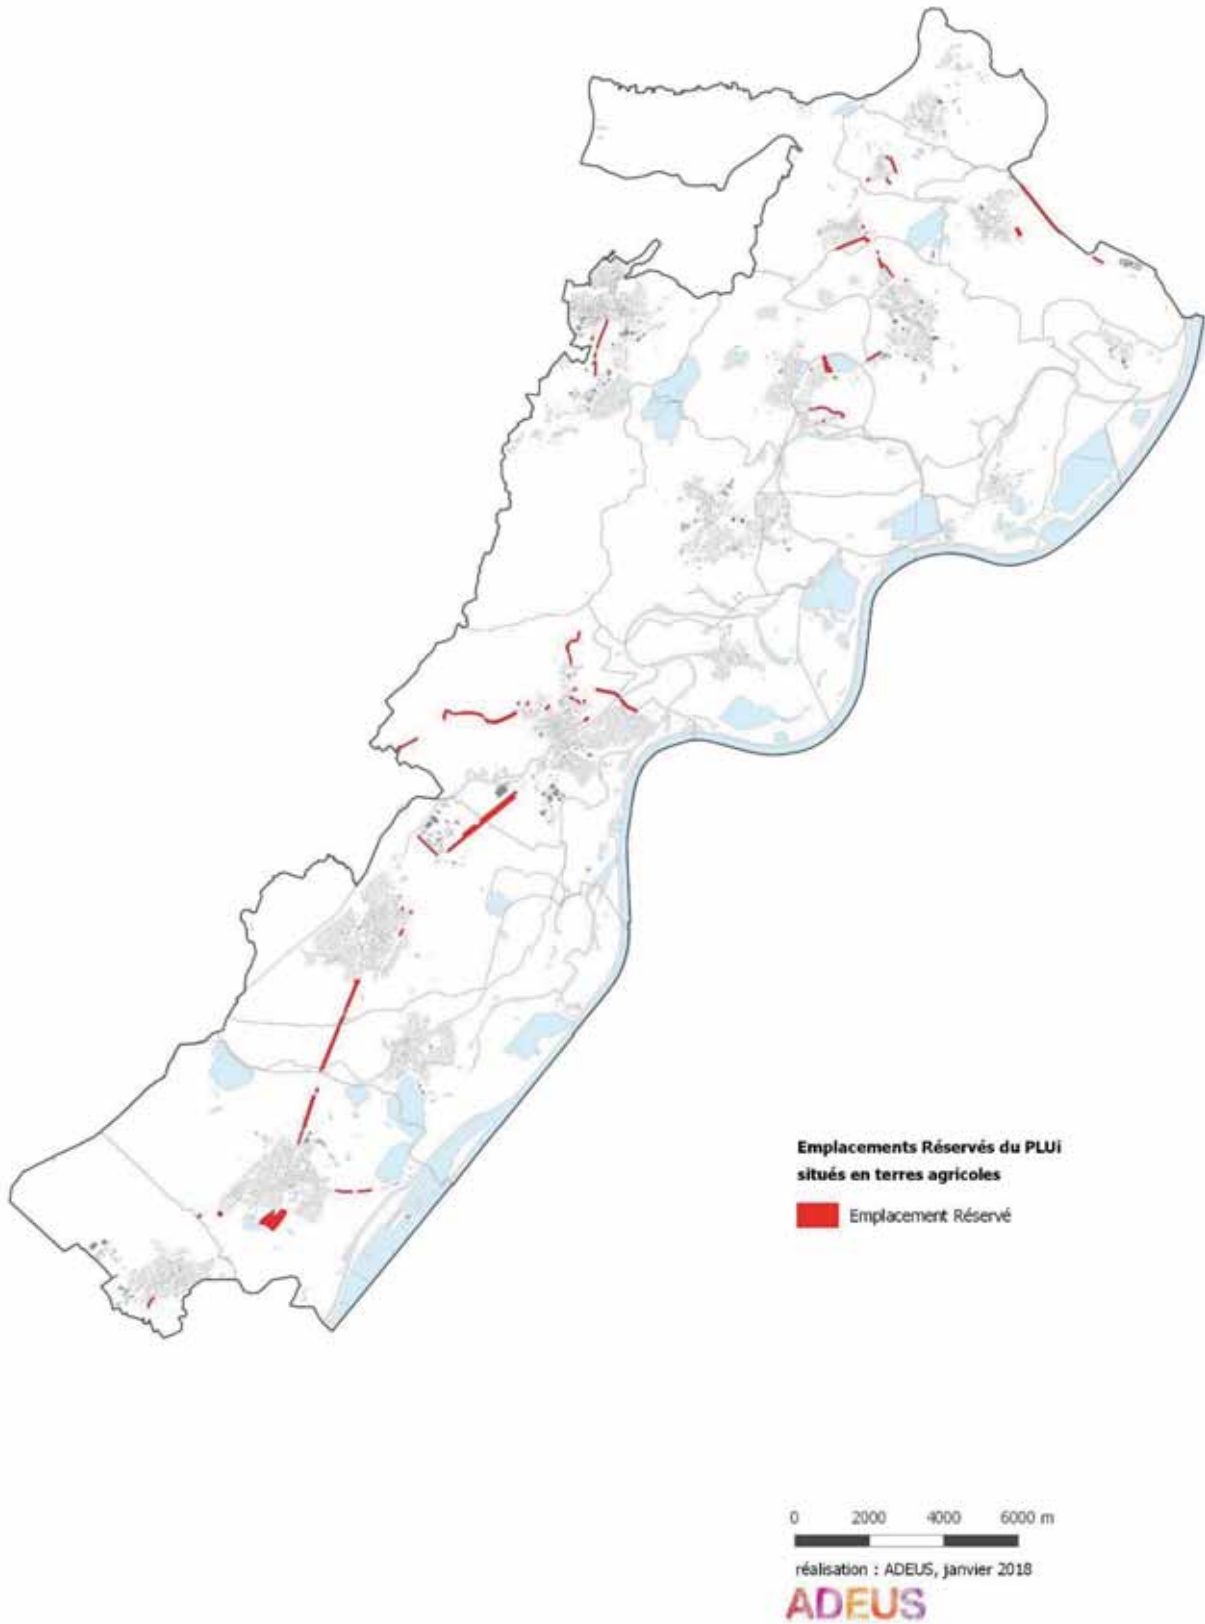 Emplacements Réservés du PLUi
situés en terres agricoles
Emplacement Réservé
0 2000 4000 6000 m
réalisation : ADEUS, janvier 2018
ADEUS